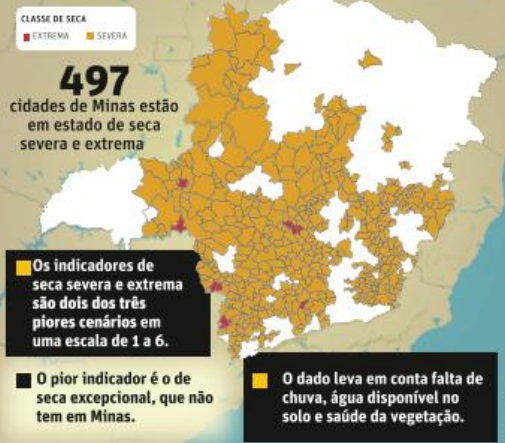 CLASSE DE SECA
EXTREMA SEVERA
497
cidades de Minas estão
em estado de seca
severa e extrema
Os indicadores de
seca severa e extrema
são dois dos três
piores cenários em
uma escala de 1 a 6.
O pior indicador é o de
seca excepcional, que não
tem em Minas.
O dado leva em conta falta de
chuva, água disponível no
solo e saúde da vegetação.